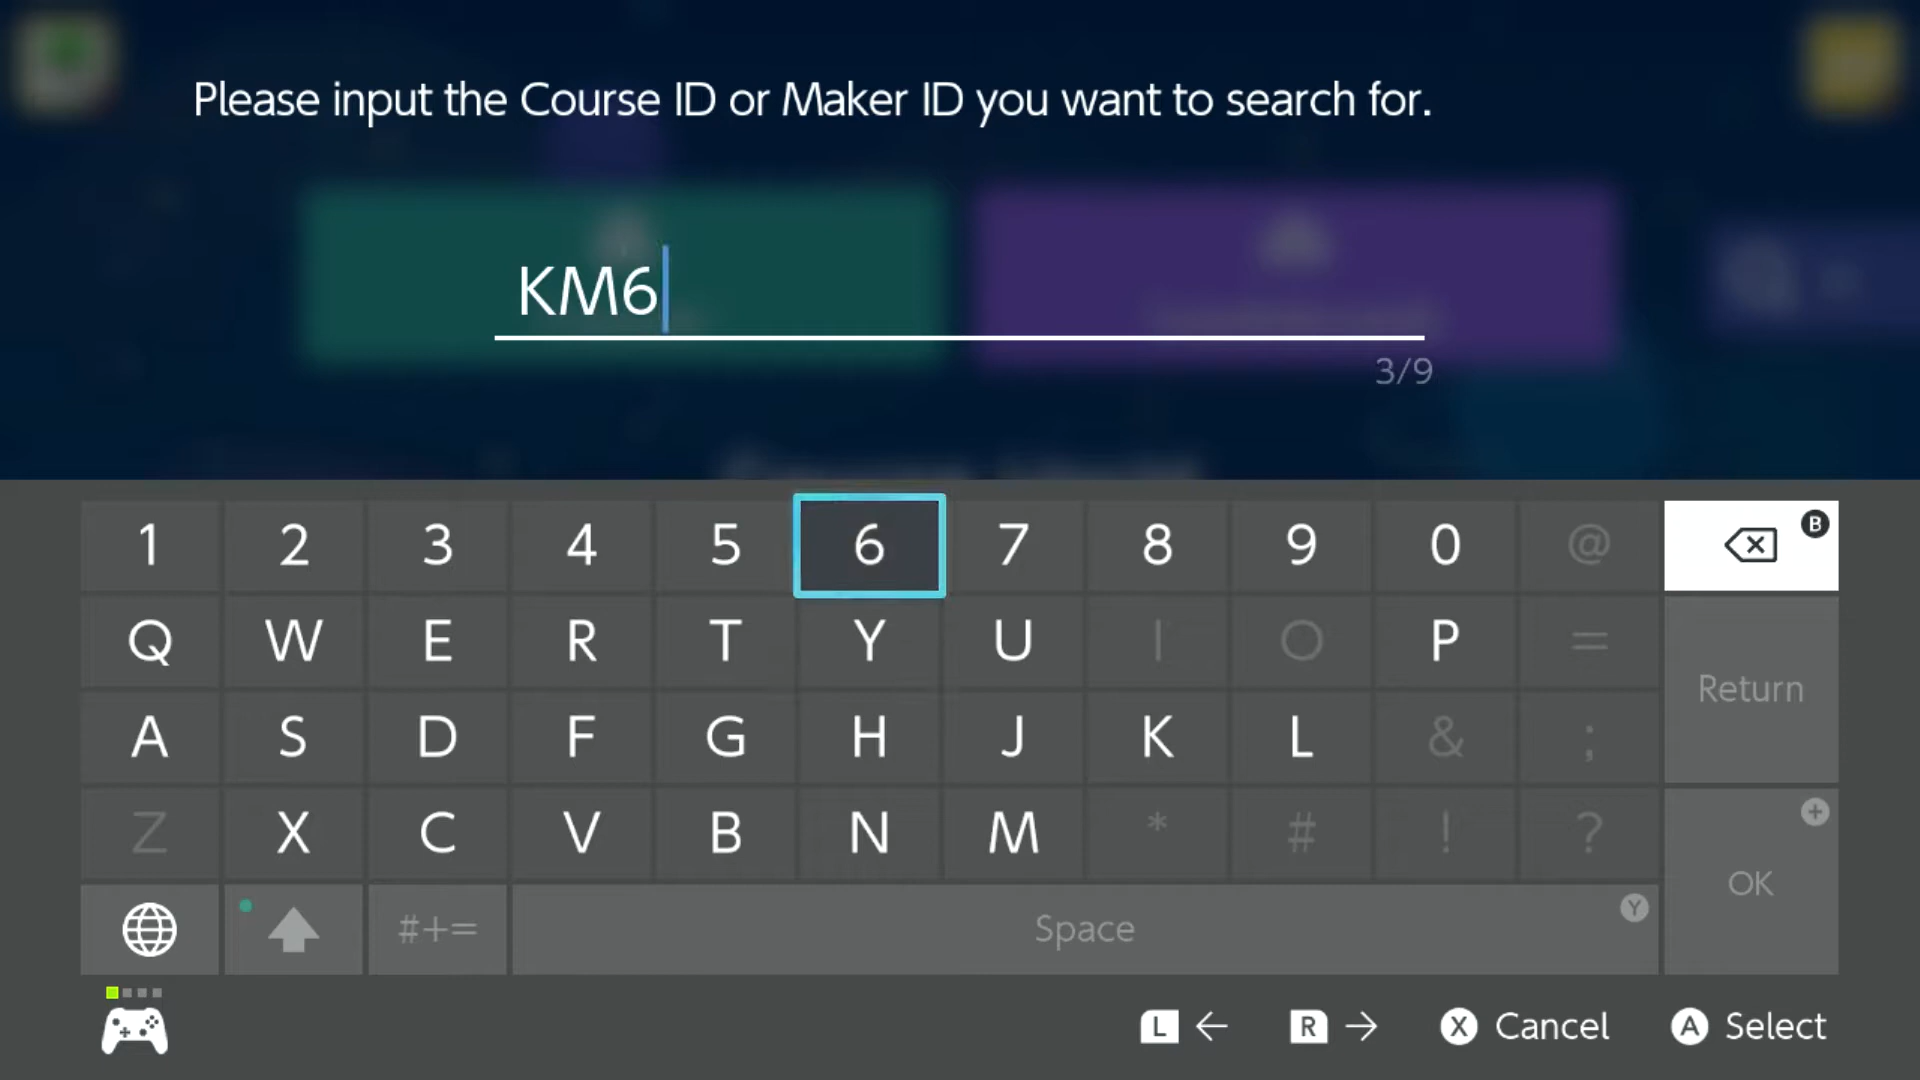 Please input the Course ID or Maker ID you want to search for.
KM6
3/9
1 2 3 4 5 6 7 8 9 0 @ B
Q W E R T Y U I O P =
Return
A S D F G H J K L & ;
Z X C V B N M * # ! ? +
OK
#+= Space Y
L ← R → X Cancel A Select